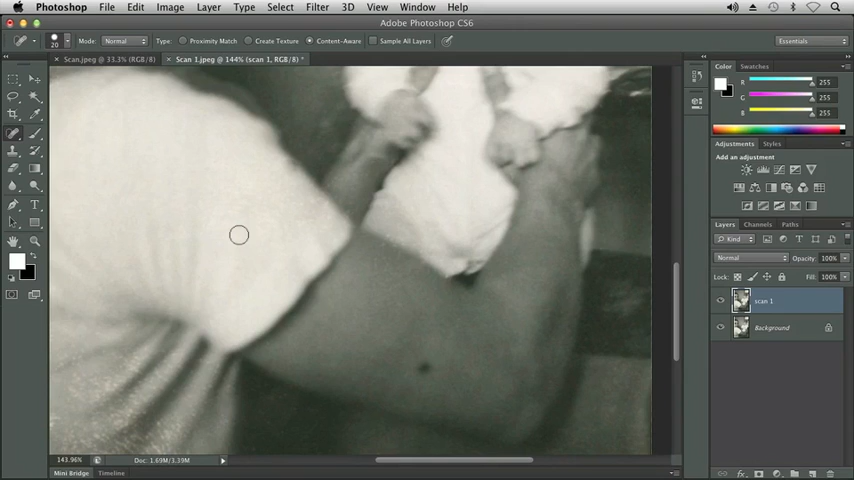 Photoshop File Edit Image Layer Type Select Filter 3D View Window Help
Adobe Photoshop CS6
20 Mode: Normal Type: Proximity Match Create Texture Content-Aware Sample All Layers Essentials
× Scan.jpeg @ 33.3% (RGB/8) × Scan 1.jpeg @ 144% (scan 1, RGB/8) *
Color Swatches
R 255
G 255
B 255
Adjustments Styles
Add an adjustment
Layers Channels Paths
Kind
Normal Opacity: 100%
Lock: Fill: 100%
scan 1
Background
143.96% Doc: 1.69M/3.39M
Mini Bridge Timeline